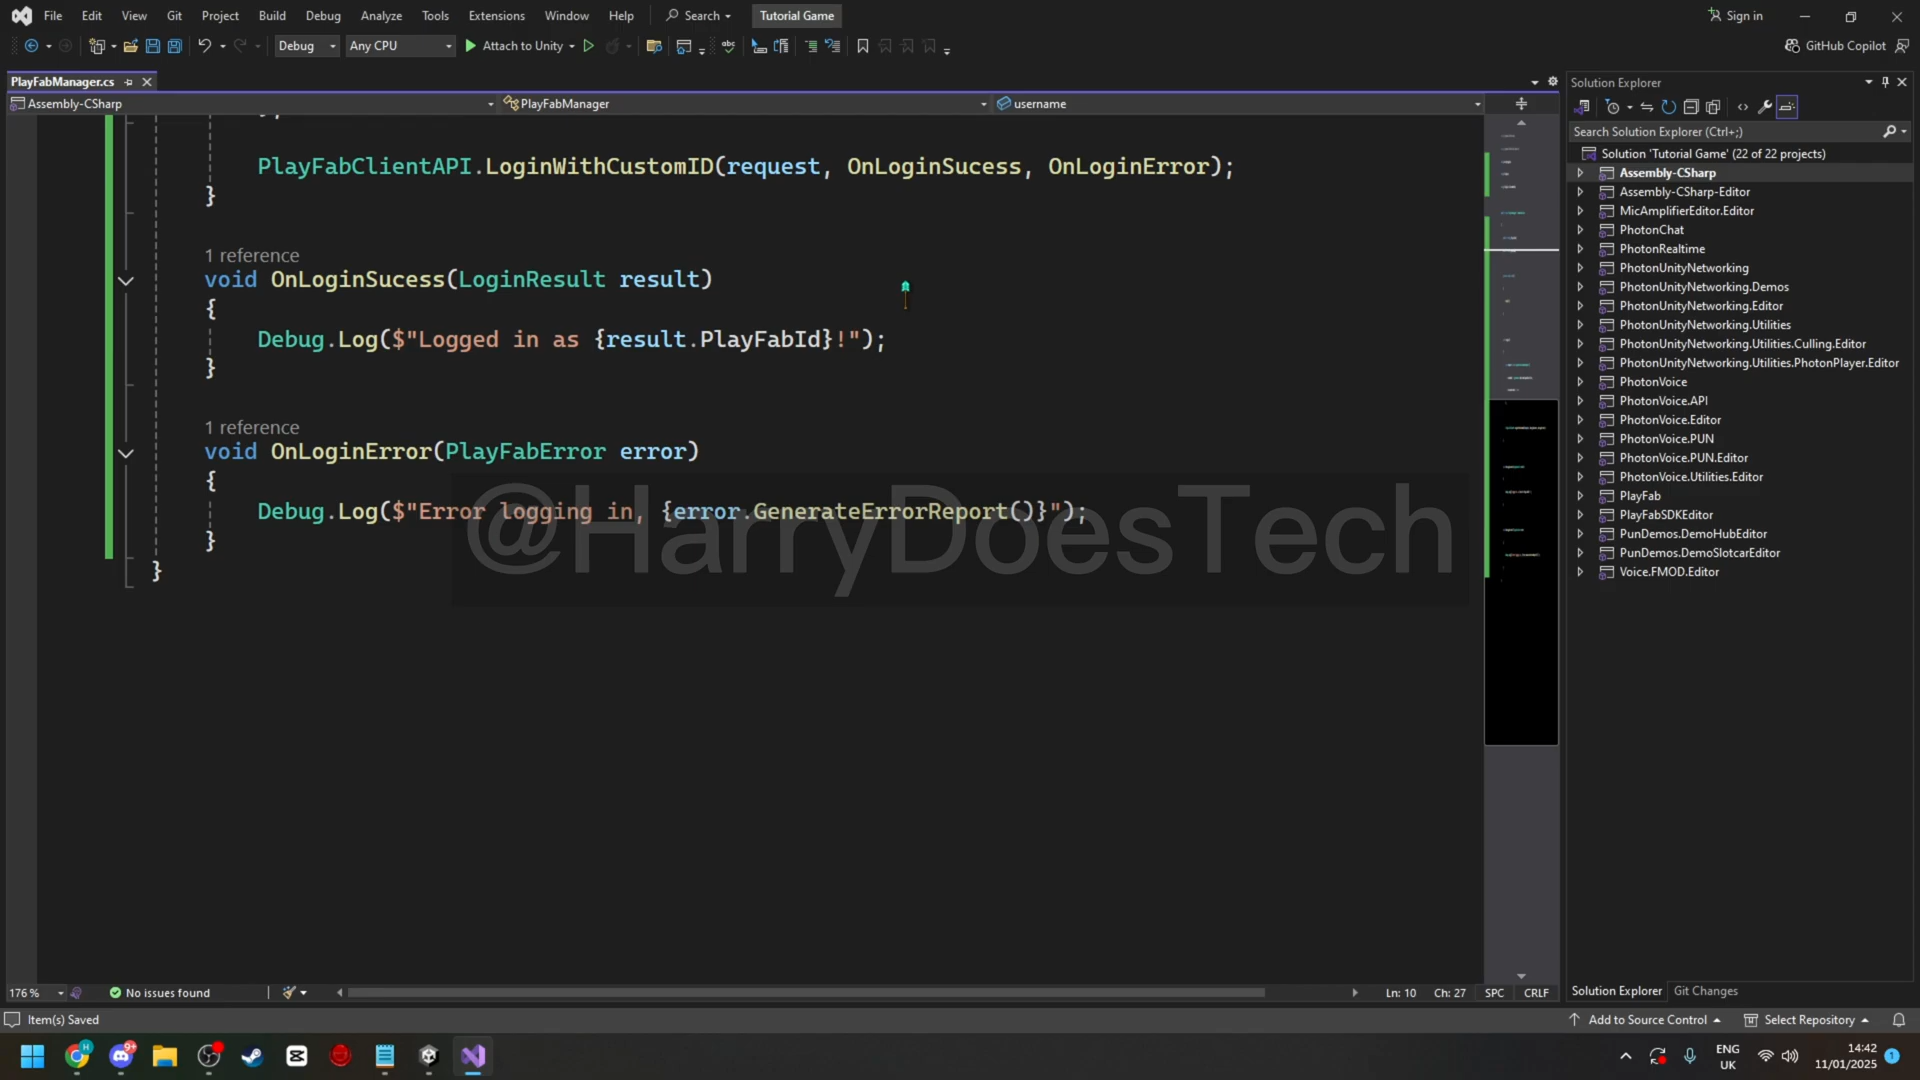 File Edit View Git Project Build Debug Analyze Tools Extensions Window Help Search Tutorial Game Sign in
Debug Any CPU Attach to Unity GitHub Copilot
PlayFabManager.cs
Assembly-CSharp PlayFabManager username
PlayFabClientAPI.LoginWithCustomID(request, OnLoginSucess, OnLoginError);
}
1 reference
void OnLoginSucess(LoginResult result)
{
Debug.Log($"Logged in as {result.PlayFabId}!");
}
1 reference
void OnLoginError(PlayFabError error)
{
Debug.Log($"Error logging in, {error.GenerateErrorReport()}");
}
}
@HarryDoesTech
Solution Explorer
Search Solution Explorer (Ctrl+;)
Solution 'Tutorial Game' (22 of 22 projects)
Assembly-CSharp
Assembly-CSharp-Editor
MicAmplifierEditor.Editor
PhotonChat
PhotonRealtime
PhotonUnityNetworking
PhotonUnityNetworking.Demos
PhotonUnityNetworking.Editor
PhotonUnityNetworking.Utilities
PhotonUnityNetworking.Utilities.Culling.Editor
PhotonUnityNetworking.Utilities.PhotonPlayer.Editor
PhotonVoice
PhotonVoice.API
PhotonVoice.Editor
PhotonVoice.PUN
PhotonVoice.PUN.Editor
PhotonVoice.Utilities.Editor
PlayFab
PlayFabSDKEditor
PunDemos.DemoHubEditor
PunDemos.DemoSlotcarEditor
Voice.FMOD.Editor
176 % No issues found Ln: 10 Ch: 27 SPC CRLF
Solution Explorer Git Changes
Item(s) Saved Add to Source Control Select Repository
ENG
UK
14:42
11/01/2025